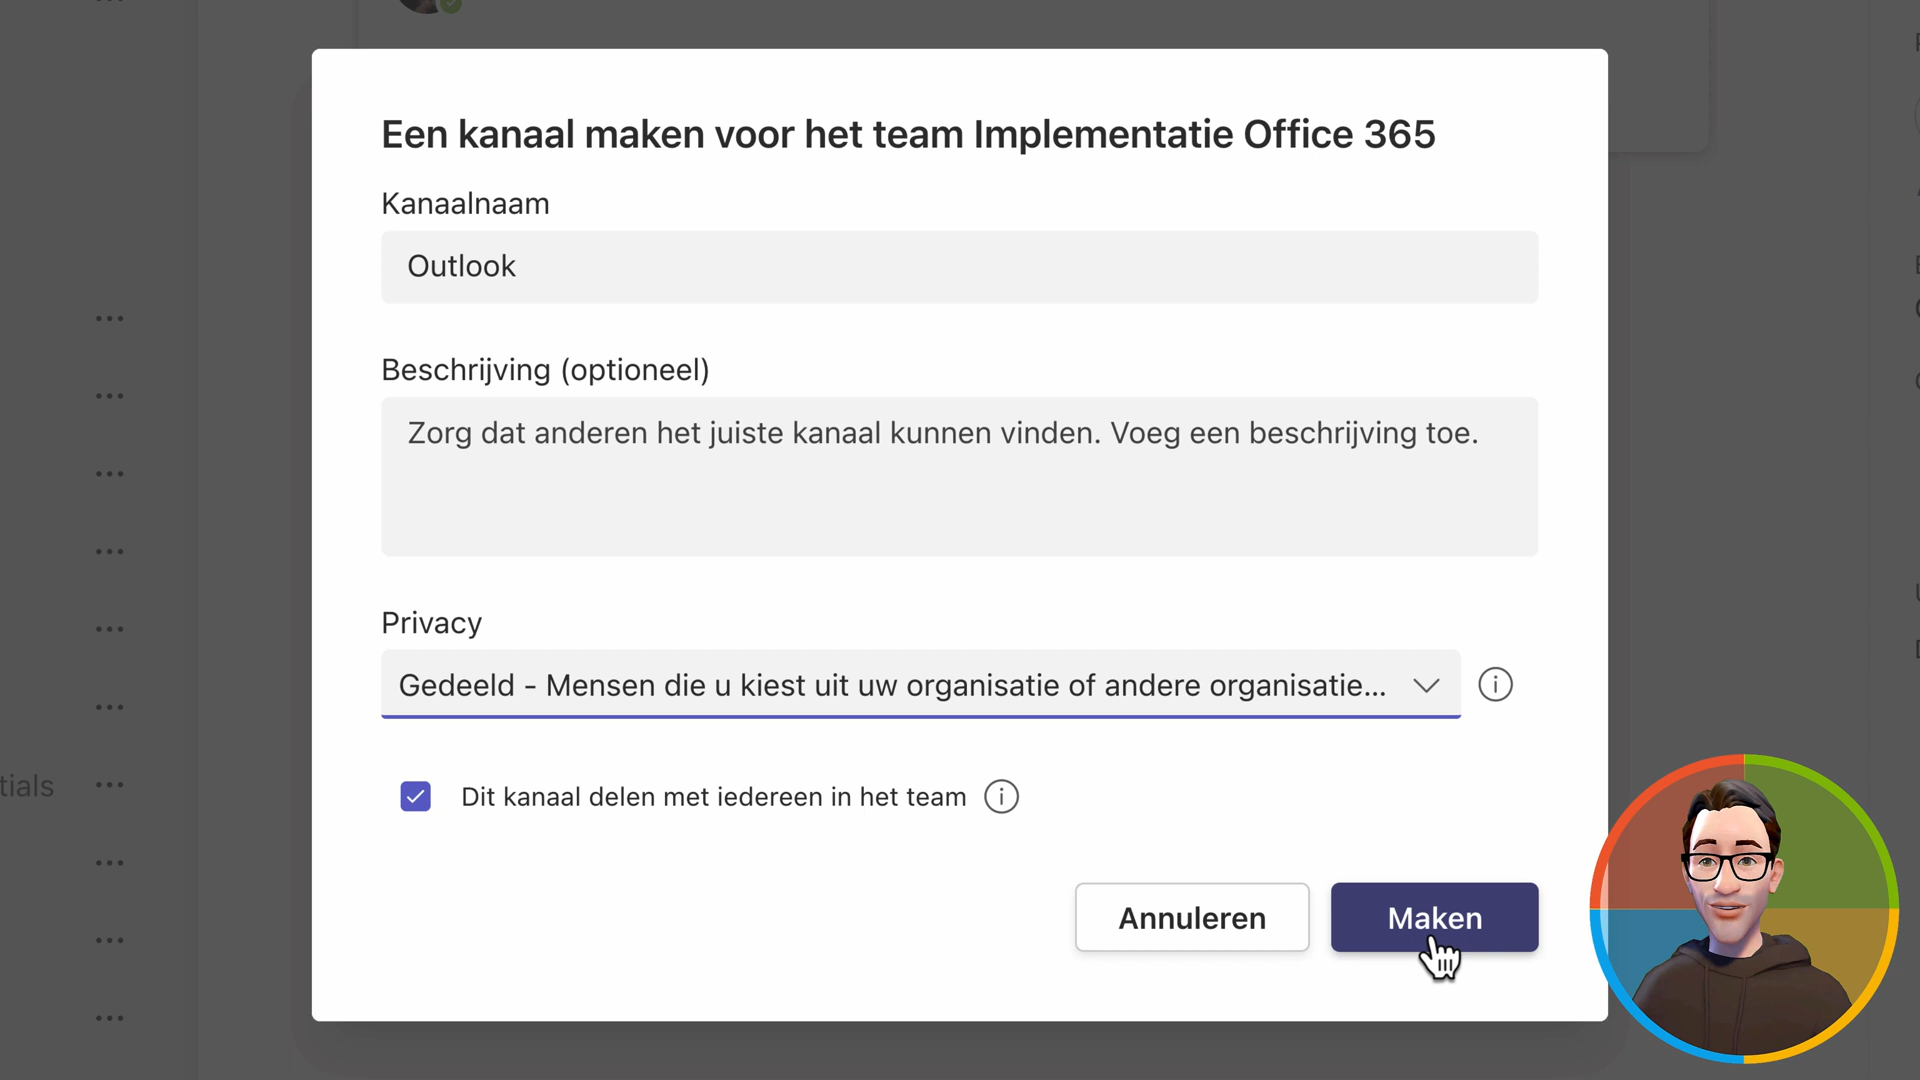 Een kanaal maken voor het team Implementatie Office 365
Kanaalnaam
Outlook
Beschrijving (optioneel)
Zorg dat anderen het juiste kanaal kunnen vinden. Voeg een beschrijving toe.
Privacy
Gedeeld - Mensen die u kiest uit uw organisatie of andere organisatie...
Dit kanaal delen met iedereen in het team
tials
Annuleren
Maken